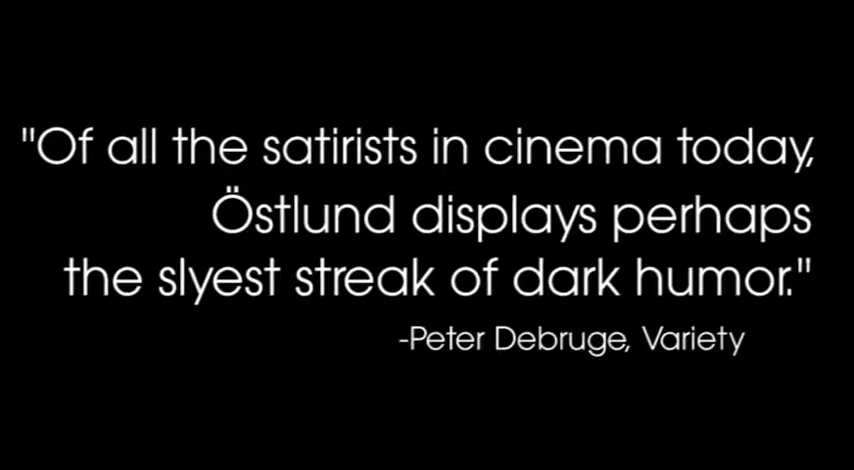 "Of all the satirists in cinema today,
Östlund displays perhaps
the slyest streak of dark humor."
-Peter Debruge, Variety